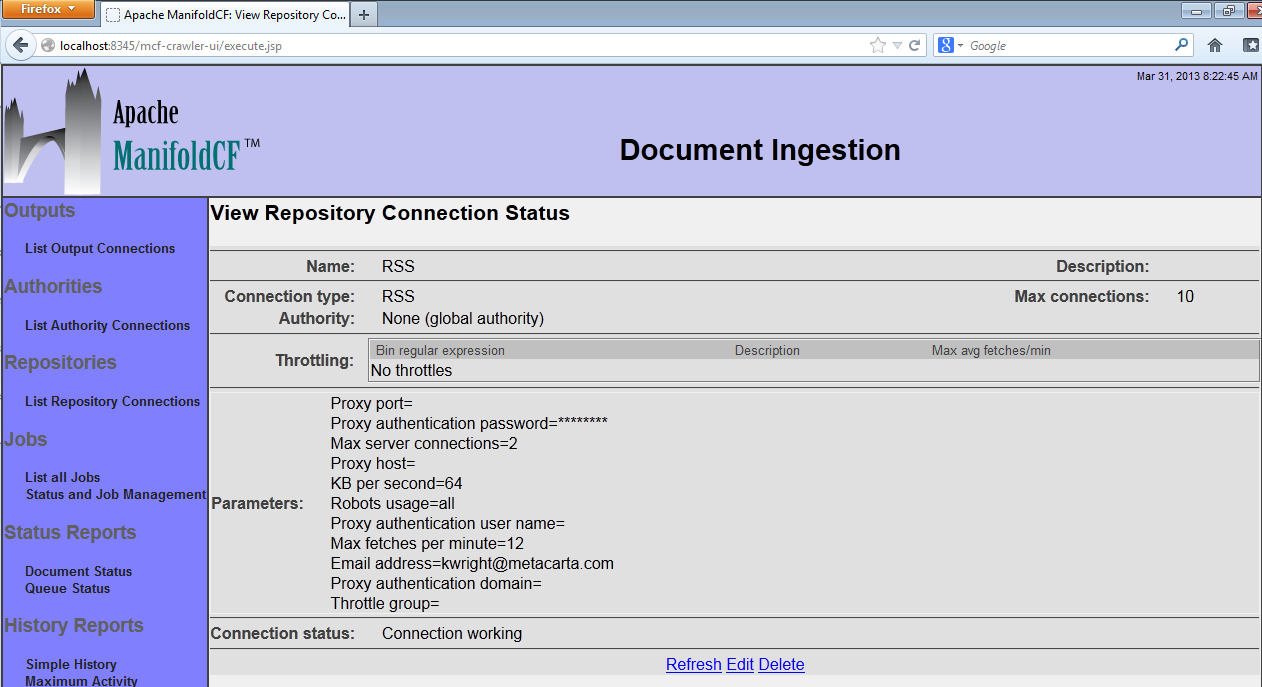 Firefox
Apache ManifoldCF: View Repository Co...
localhost:8345/mcf-crawler-ui/execute.jsp
8
Google
Mar 31, 2013 8:22:45 AM
Apache
ManifoldCF™
Document Ingestion
Outputs
List Output Connections
Authorities
List Authority Connections
Repositories
List Repository Connections
Jobs
List all Jobs
Status and Job Management
Status Reports
Document Status
Queue Status
History Reports
Simple History
Maximum Activity
View Repository Connection Status
Name: RSS Description:
Connection type: RSS Max connections: 10
Authority: None (global authority)
Throttling: Bin regular expression Description Max avg fetches/min
No throttles
Proxy port=
Proxy authentication password=********
Max server connections=2
Proxy host=
KB per second=64
Parameters: Robots usage=all
Proxy authentication user name=
Max fetches per minute=12
Email address=kwright@metacarta.com
Proxy authentication domain=
Throttle group=
Connection status: Connection working
Refresh Edit Delete